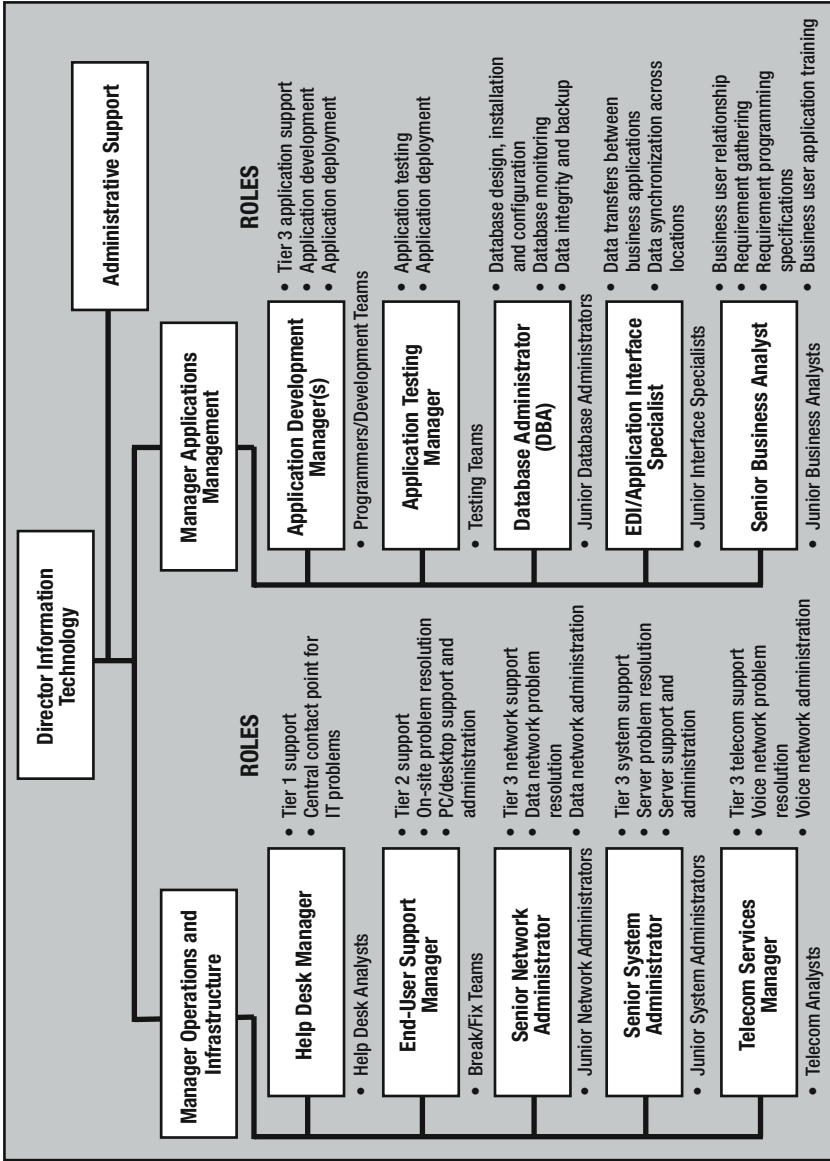 Director Information
Technology
Administrative Support
Manager Operations and
Infrastructure
ROLES
Help Desk Manager
• Help Desk Analysts
• Tier 1 support
• Central contact point for
IT problems
End-User Support
Manager
• Break/Fix Teams
• Tier 2 support
• On-site problem resolution
• PC/desktop support and
administration
Senior Network
Administrator
• Junior Network Administrators
• Tier 3 network support
• Data network problem
resolution
• Data network administration
Senior System
Administrator
• Junior System Administrators
• Tier 3 system support
• Server problem resolution
• Server support and
administration
Telecom Services
Manager
• Telecom Analysts
• Tier 3 telecom support
• Voice network problem
resolution
• Voice network administration
Manager Applications
Management
ROLES
Application Development
Manager(s)
• Programmers/Development Teams
• Tier 3 application support
• Application development
• Application deployment
Application Testing
Manager
• Testing Teams
• Application testing
• Application deployment
Database Administrator
(DBA)
• Junior Database Administrators
• Database design, installation
and configuration
• Database monitoring
• Data integrity and backup
EDI/Application Interface
Specialist
• Junior Interface Specialists
• Data transfers between
business applications
• Data synchronization across
locations
Senior Business Analyst
• Junior Business Analysts
• Business user relationship
• Requirement gathering
• Requirement programming
specifications
• Business user application training